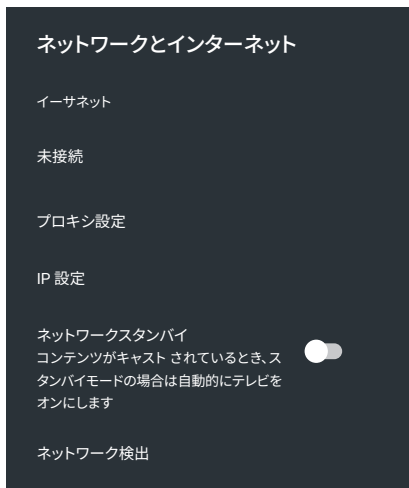 ネットワークとインターネット
イーサネット
未接続
プロキシ設定
IP 設定
ネットワークスタンバイ
コンテンツがキャスト されているとき、ス
タンバイモードの場合は自動的にテレビを
オンにします
ネットワーク検出